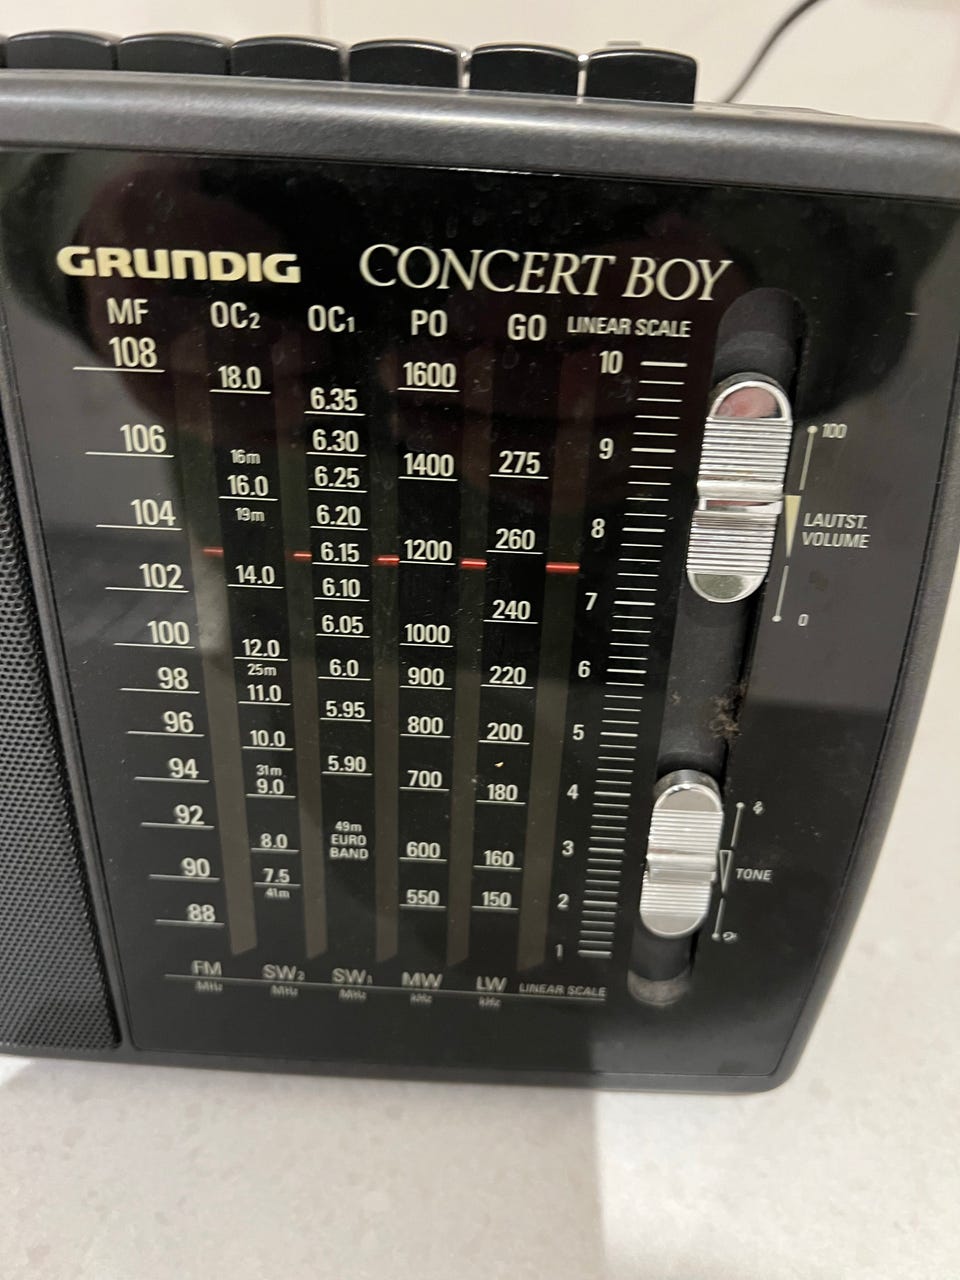 GRUNDIG CONCERT BOY
MF OC2 OC1 PO GO LINEAR SCALE
108
106
104
102
100
98
96
94
92
90
88
FM
MHz
18.0
16m
16.0
19m
14.0
12.0
25m
11.0
10.0
31m
9.0
8.0
7.5
41m
SW2
MHz
6.35
6.30
6.25
6.20
6.15
6.10
6.05
6.0
5.95
5.90
49m
EURO
BAND
SW1
MHz
1600
1400
1200
1000
900
800
700
600
550
MW
kHz
275
260
240
220
200
180
160
150
LW
kHz
10
9
8
7
6
5
4
3
2
1
LINEAR SCALE
100
LAUTST.
VOLUME
0
TONE